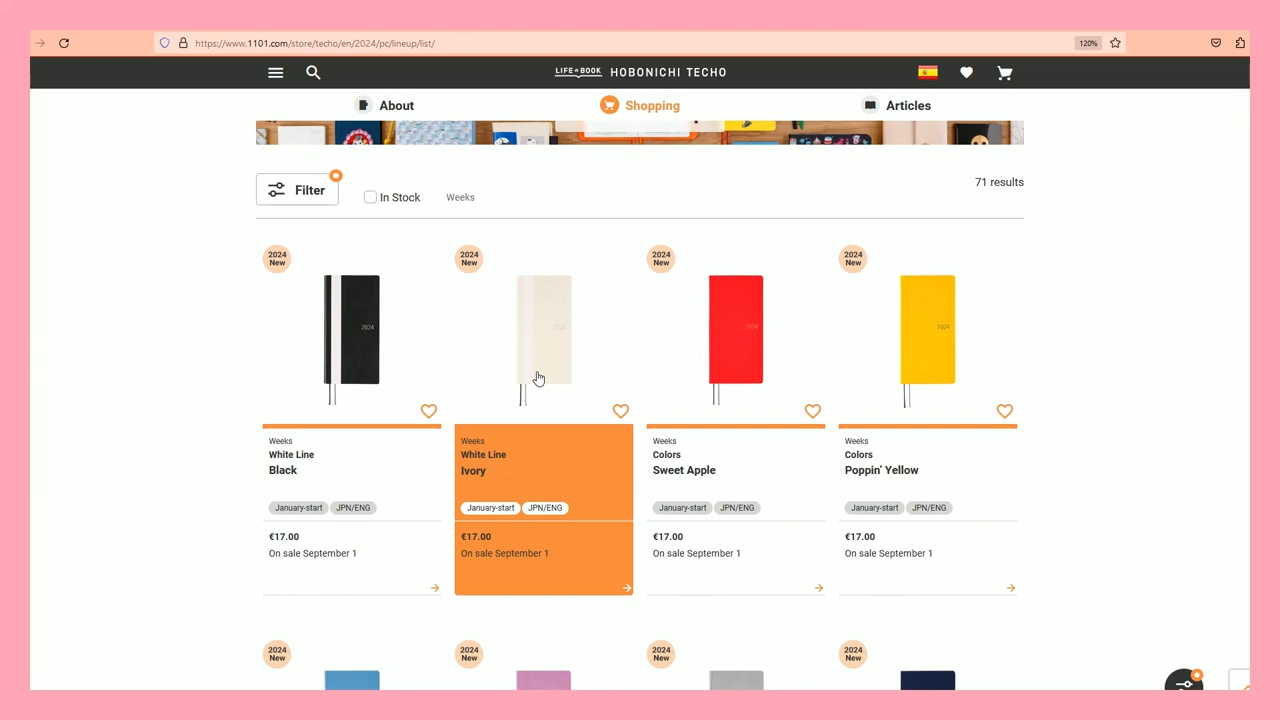 https://www.1101.com/store/techo/en/2024/pc/lineup/list/
120%
LIFE is BOOK HOBONICHI TECHO
About
Shopping
Articles
Filter
In Stock
Weeks
71 results
2024 New
2024 New
2024 New
2024 New
2024
2024
2024
2024
Weeks
White Line
Black
January-start JPN/ENG
€17.00
On sale September 1
Weeks
White Line
Ivory
January-start JPN/ENG
€17.00
On sale September 1
Weeks
Colors
Sweet Apple
January-start JPN/ENG
€17.00
On sale September 1
Weeks
Colors
Poppin' Yellow
January-start JPN/ENG
€17.00
On sale September 1
2024 New
2024 New
2024 New
2024 New